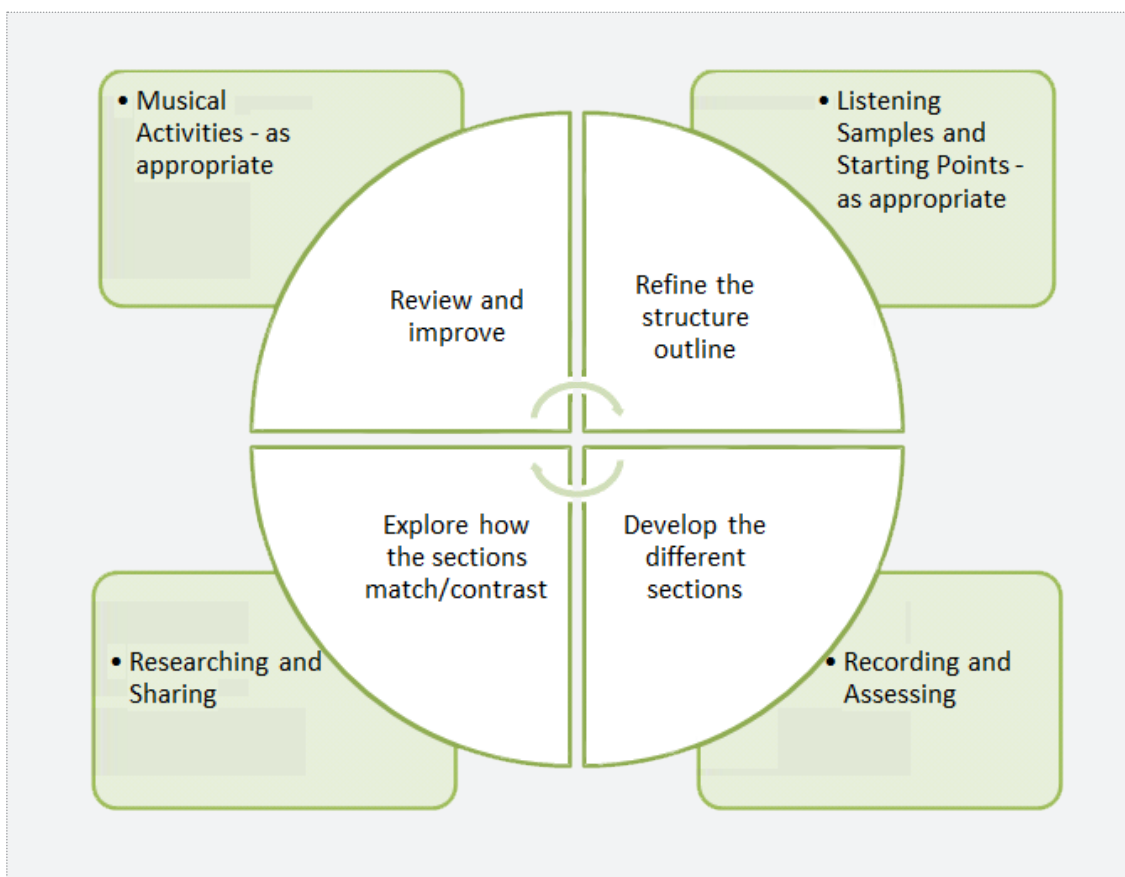 • Musical
Activities - as
appropriate
• Listening
Samples and
Starting Points -
as appropriate
Review and
improve
Refine the
structure
outline
Explore how
the sections
match/contrast
Develop the
different
sections
• Researching and
Sharing
• Recording and
Assessing